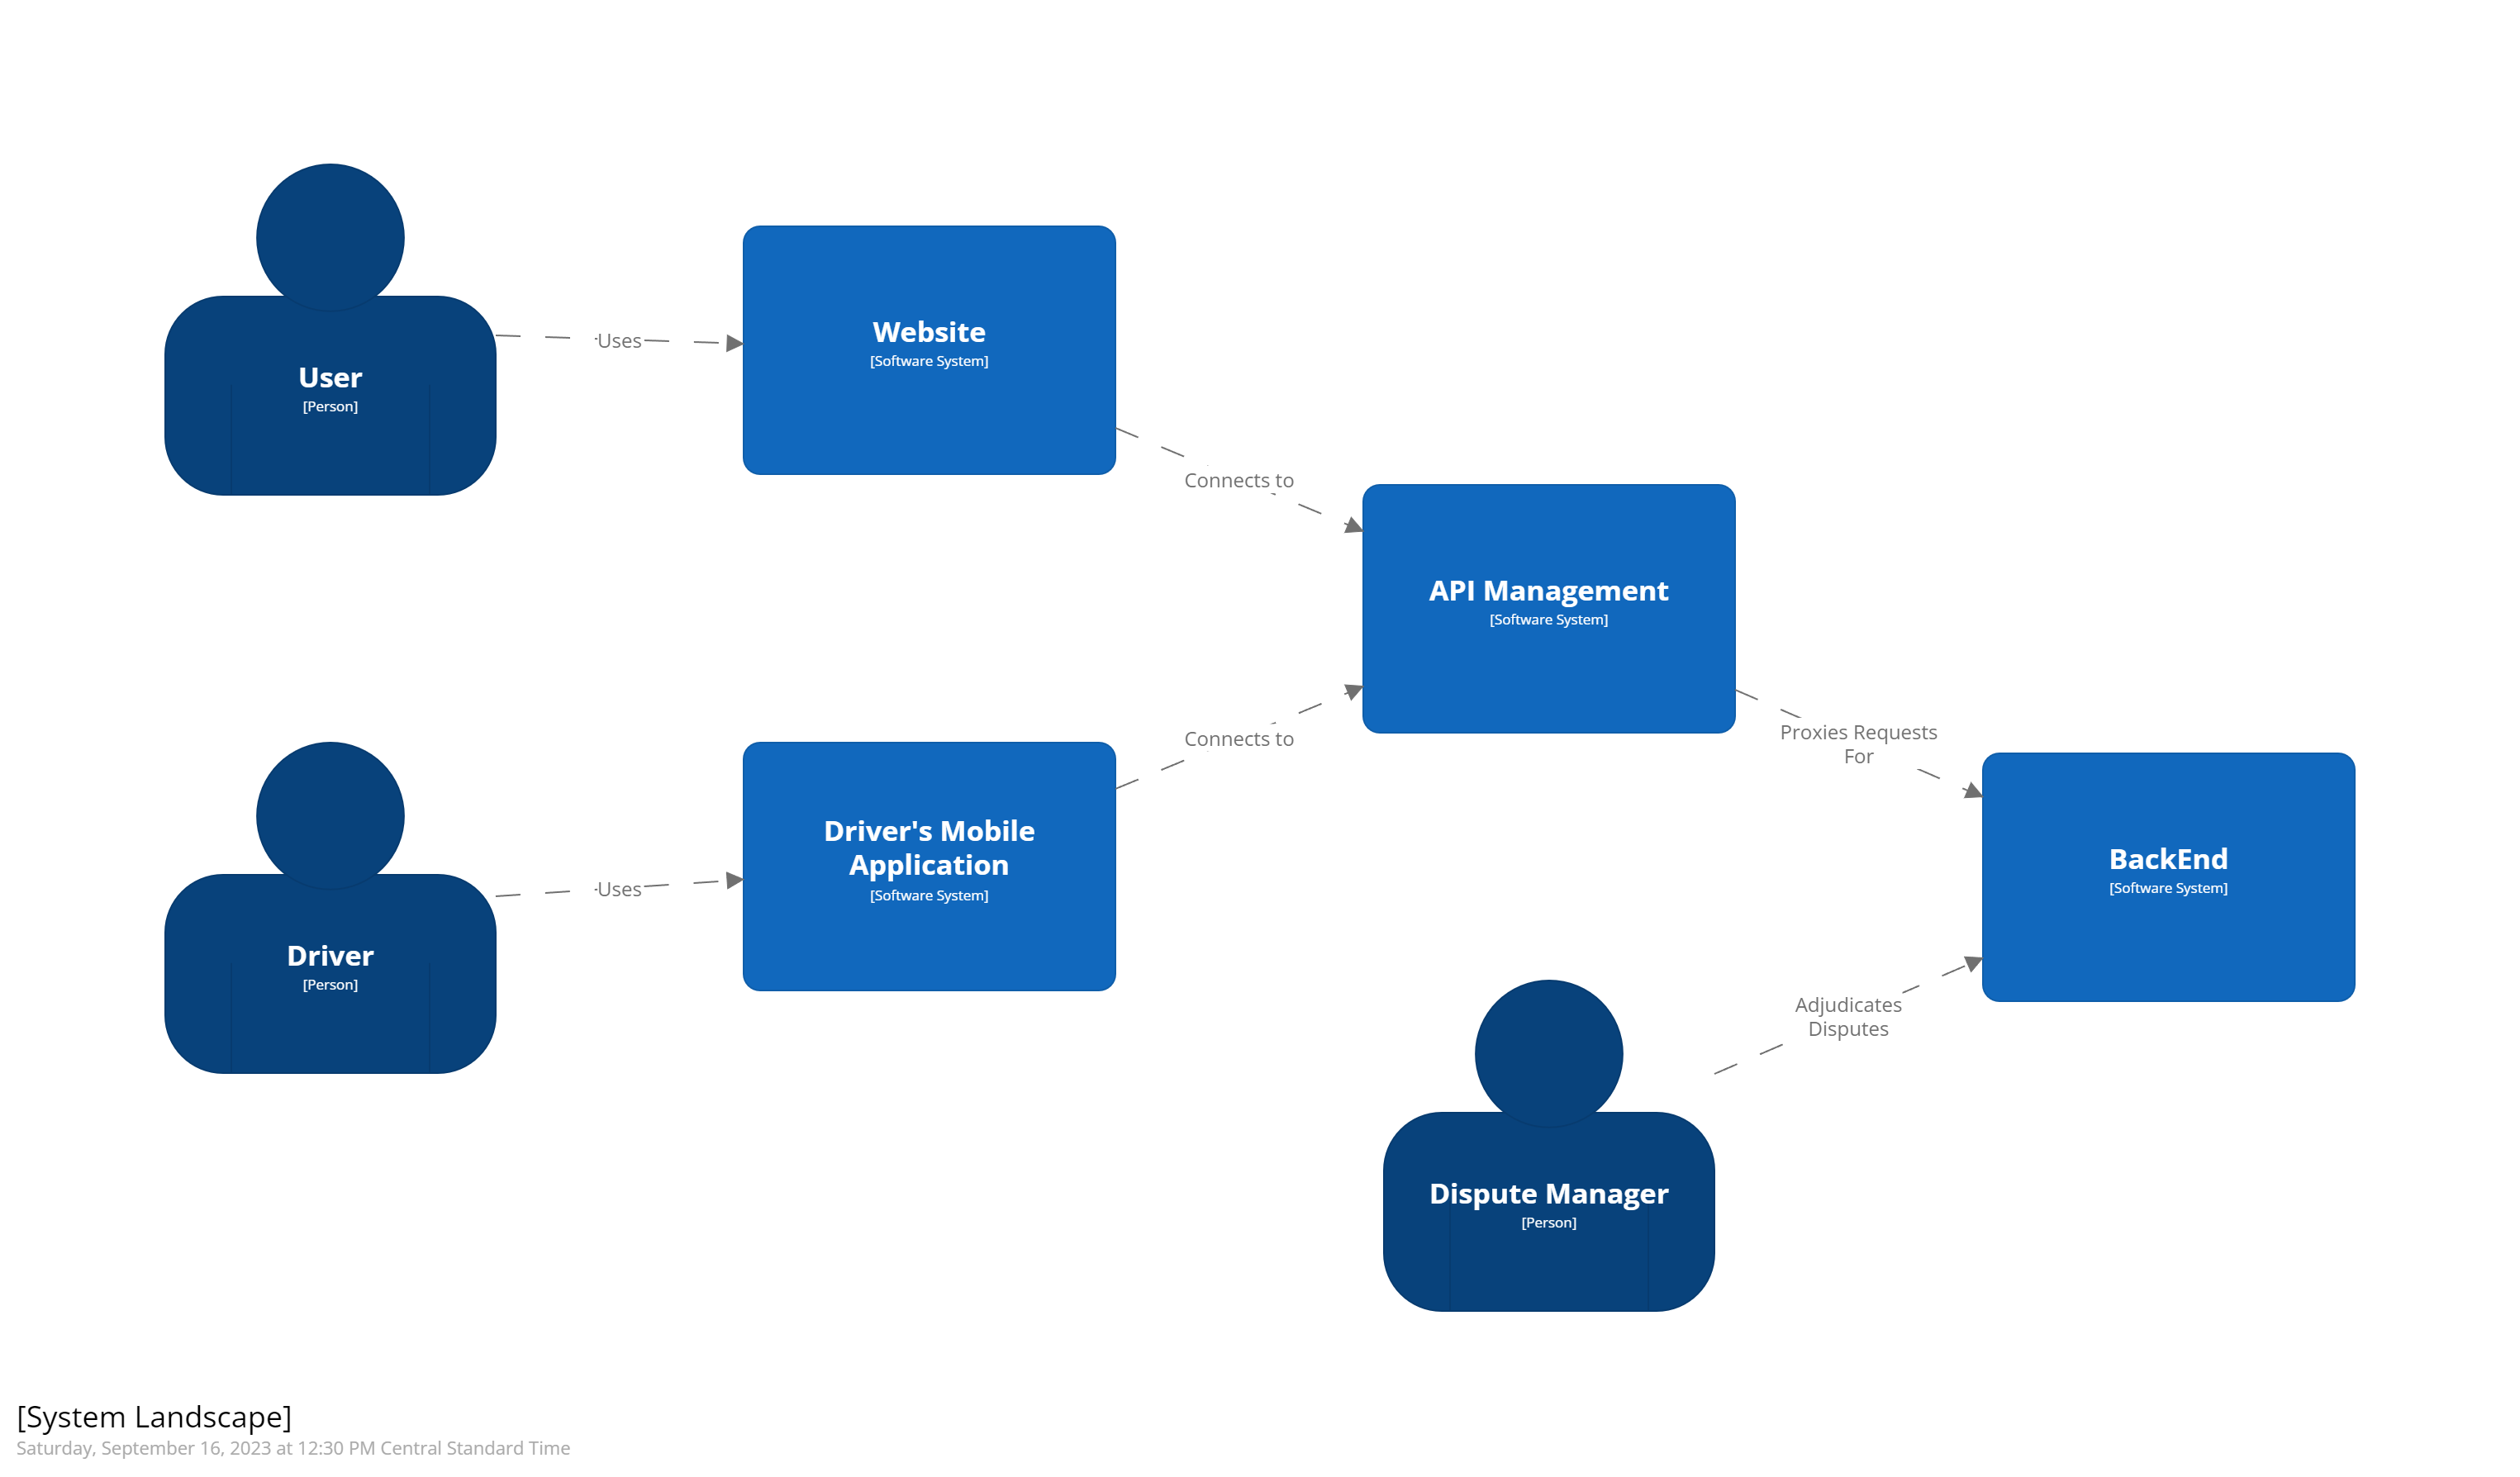 User
[Person]
Uses
Website
[Software System]
Connects to
API Management
[Software System]
Proxies Requests
For
Driver
[Person]
Uses
Driver's Mobile
Application
[Software System]
Connects to
BackEnd
[Software System]
Adjudicates
Disputes
Dispute Manager
[Person]
[System Landscape]
Saturday, September 16, 2023 at 12:30 PM Central Standard Time